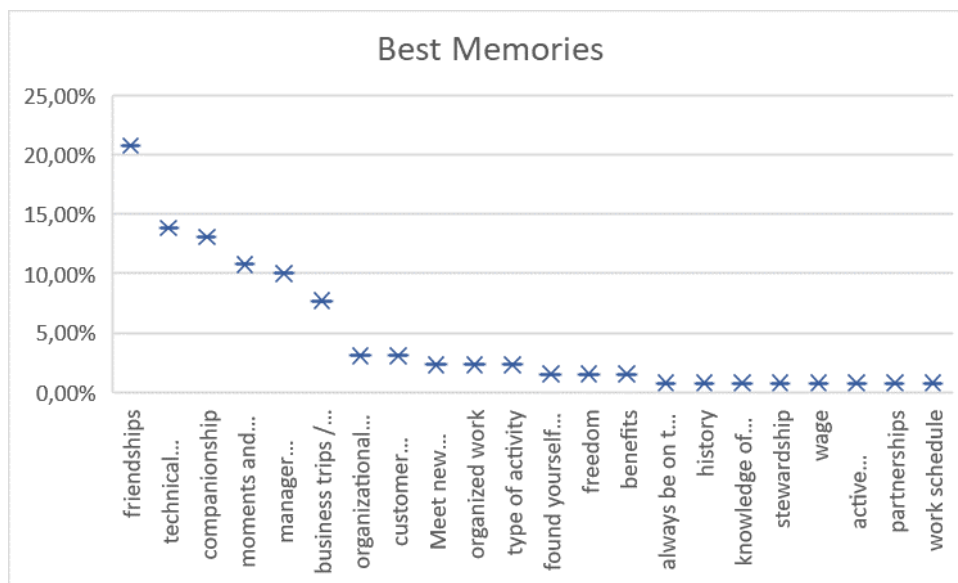 Best Memories
25,00%
20,00%
15,00%
10,00%
5,00%
0,00%
friendships
technical...
companionship
moments and...
manager...
business trips /...
organizational...
customer...
Meet new...
organized work
type of activity
found yourself...
freedom
benefits
always be on t...
history
knowledge of...
stewardship
wage
active...
partnerships
work schedule